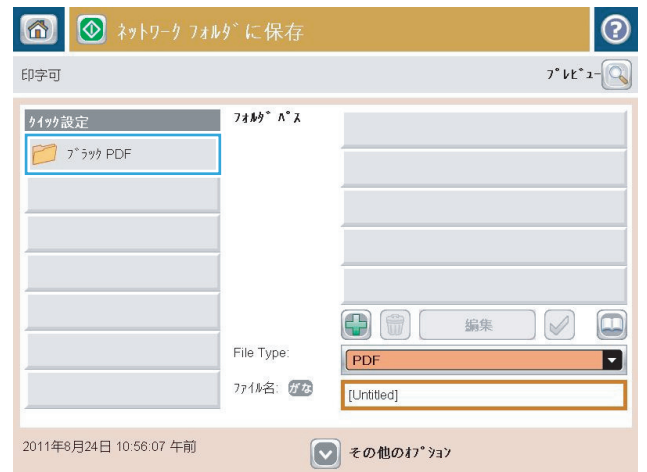 ネットワーク フォルダに保存
?
印字可
プレビュー
クイック設定
フォルダ パス
ブラック PDF
編集
File Type:
PDF
ファイル名: がな
[Untitled]
2011年8月24日 10:56:07 午前
その他のオプション